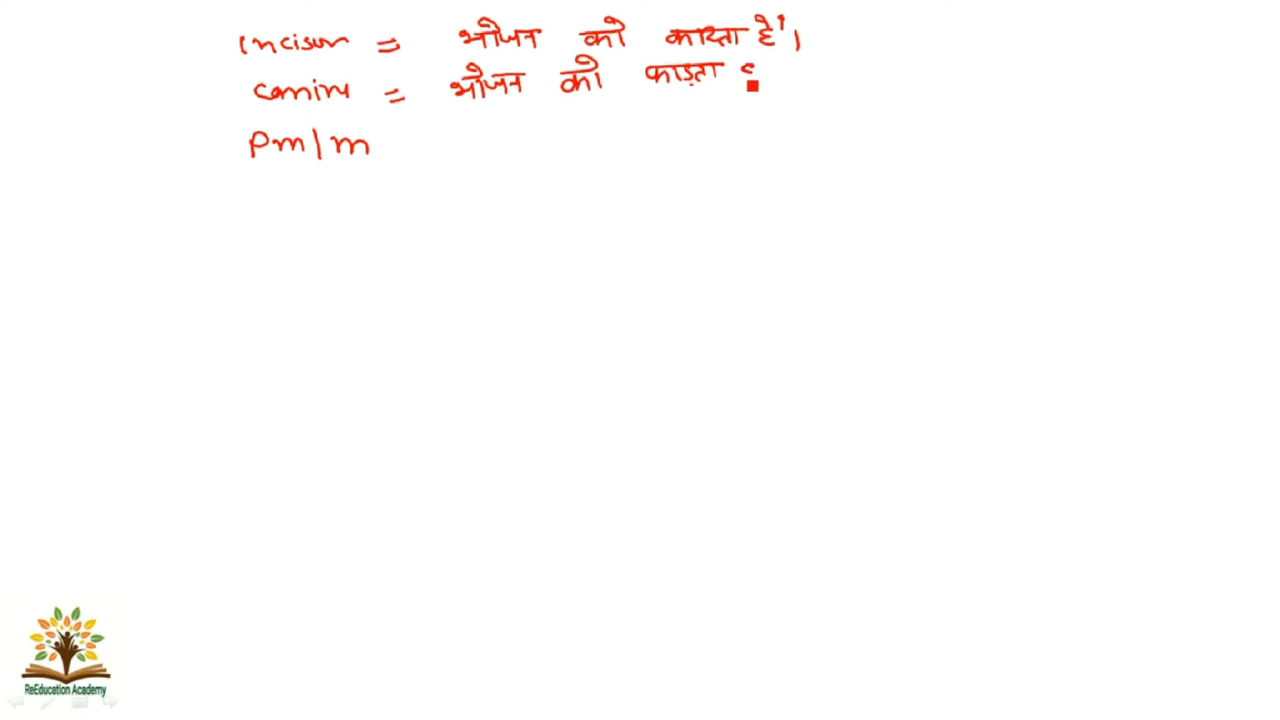 Incisor = भोजन को काटता है।
canine = भोजन को फाड़ता
Pm/m
ReEducation Academy